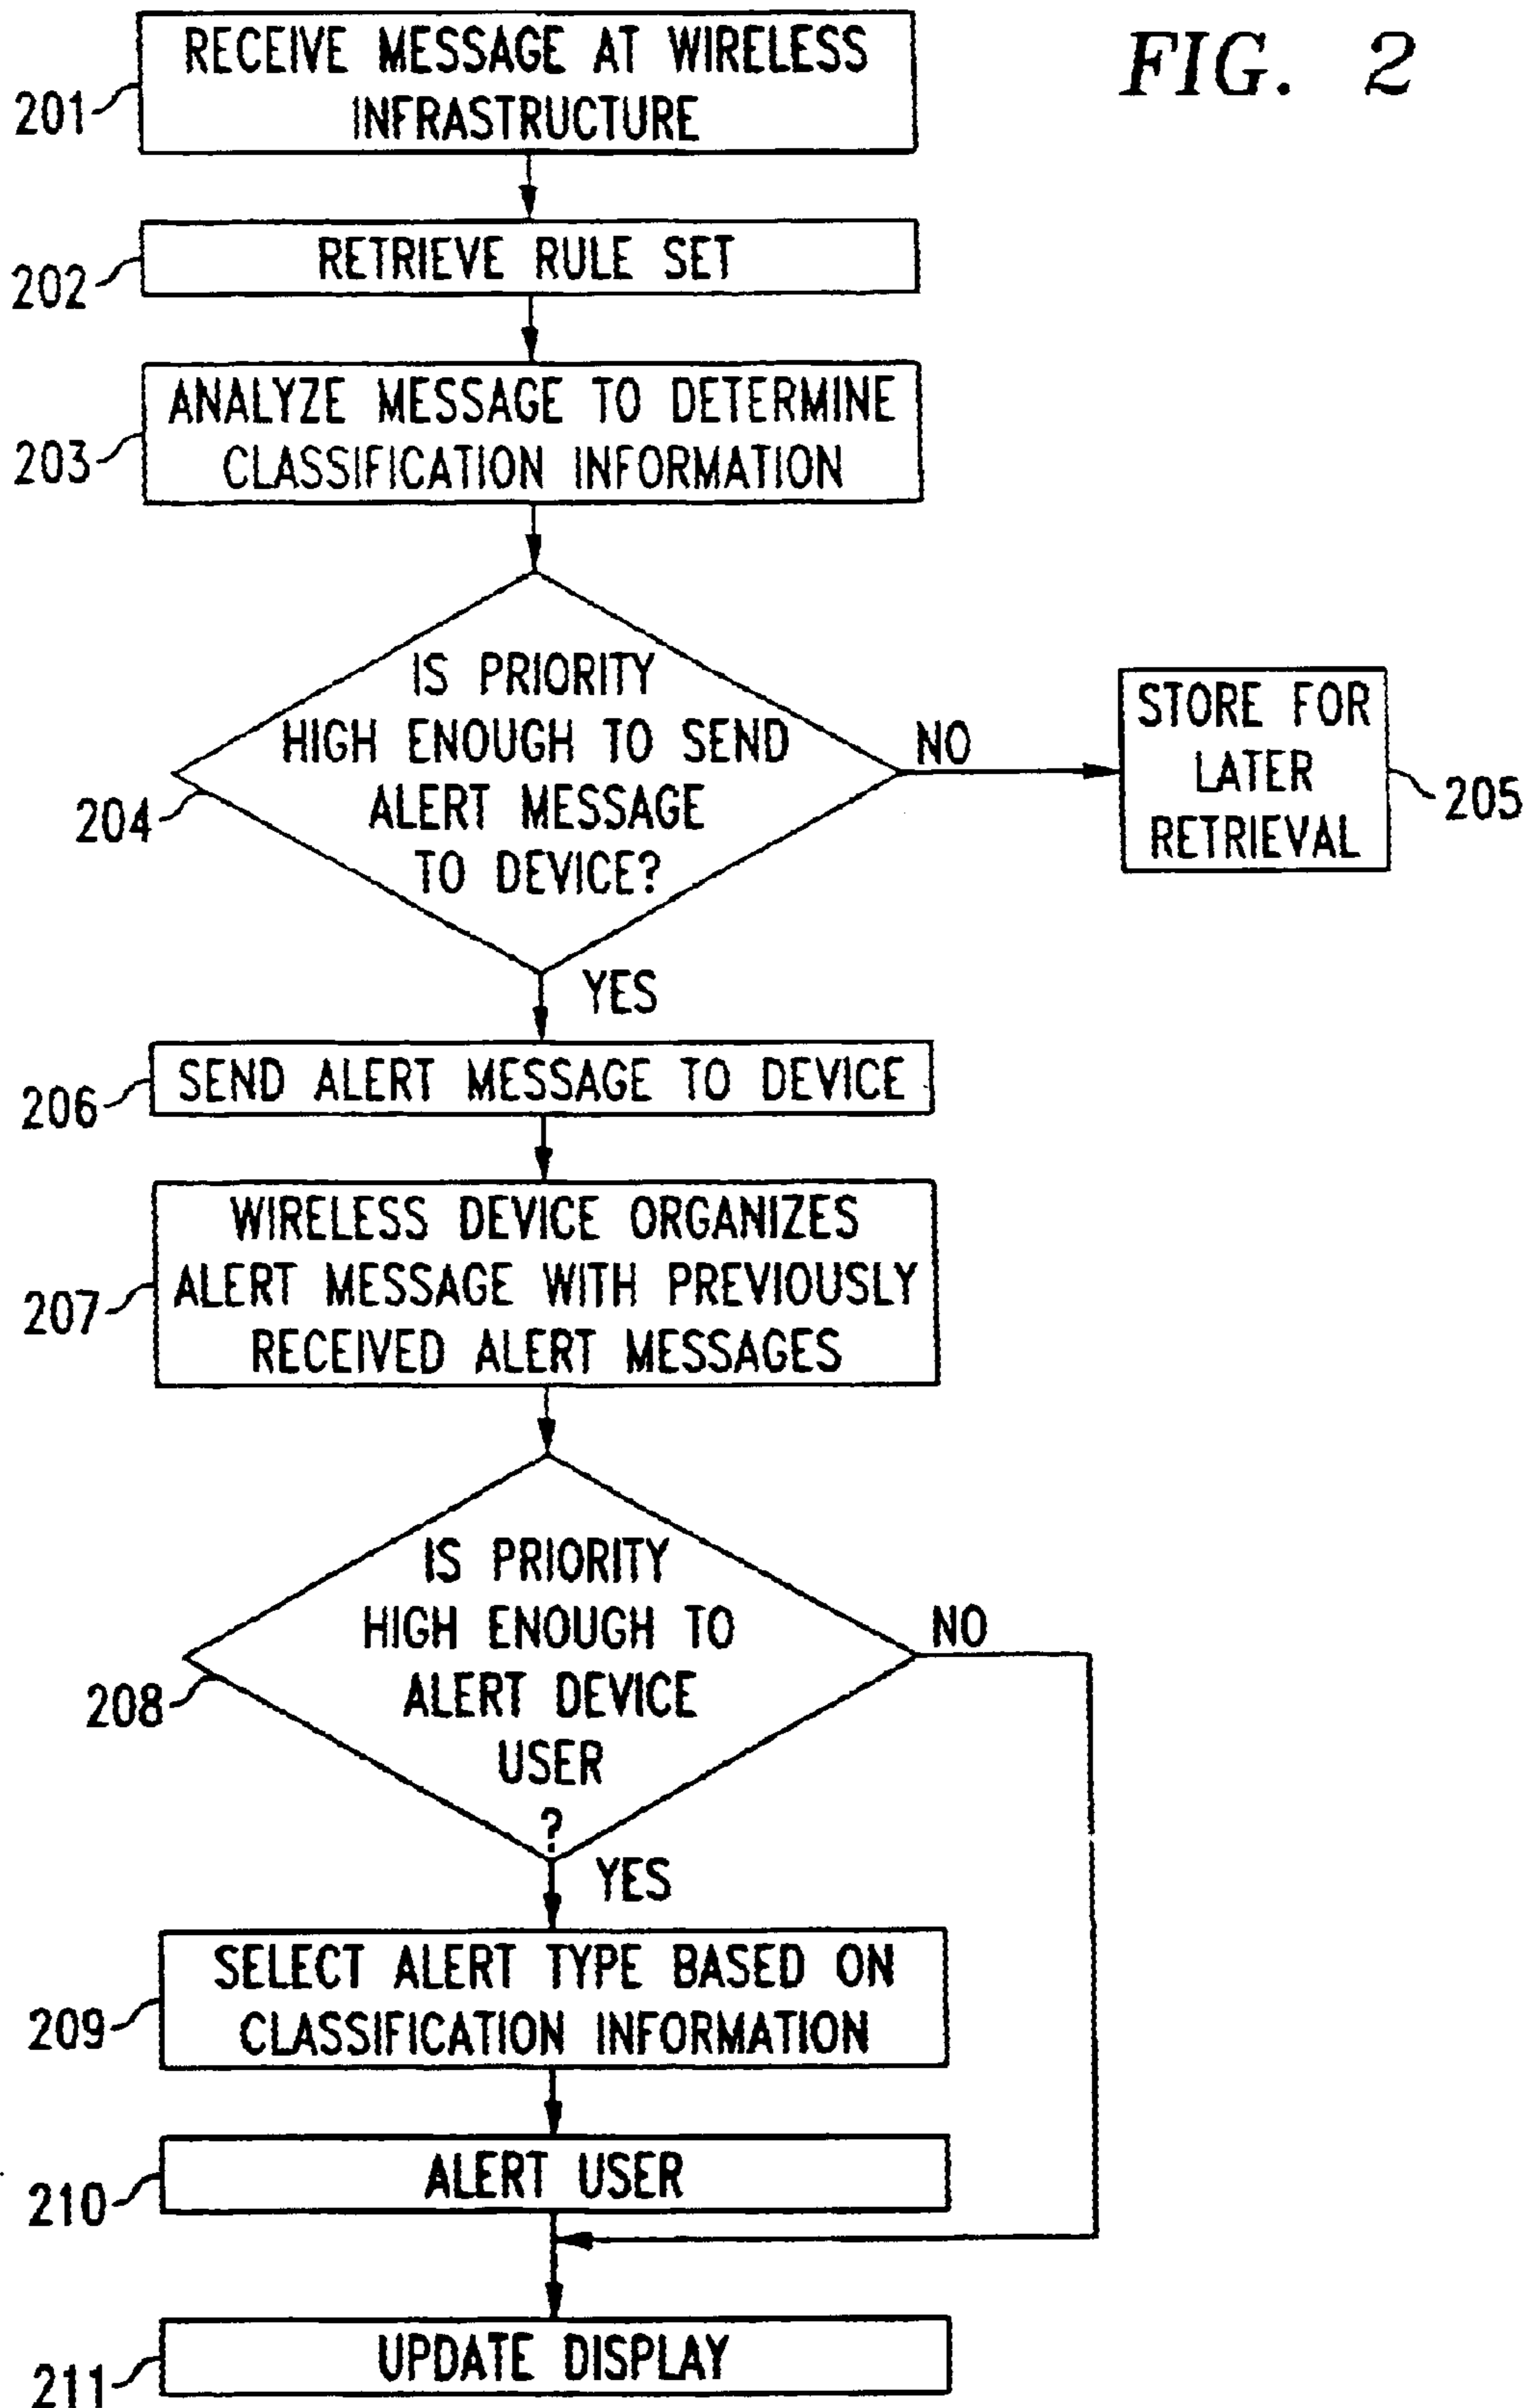 FIG. 2
RECEIVE MESSAGE AT WIRELESS
INFRASTRUCTURE
201
RETRIEVE RULE SET
202
ANALYZE MESSAGE TO DETERMINE
CLASSIFICATION INFORMATION
203
IS PRIORITY
HIGH ENOUGH TO SEND
ALERT MESSAGE
TO DEVICE?
204
NO
STORE FOR
LATER
RETRIEVAL
205
YES
SEND ALERT MESSAGE TO DEVICE
206
WIRELESS DEVICE ORGANIZES
ALERT MESSAGE WITH PREVIOUSLY
RECEIVED ALERT MESSAGES
207
IS PRIORITY
HIGH ENOUGH TO
ALERT DEVICE
USER
?
208
NO
YES
SELECT ALERT TYPE BASED ON
CLASSIFICATION INFORMATION
209
ALERT USER
210
UPDATE DISPLAY
211